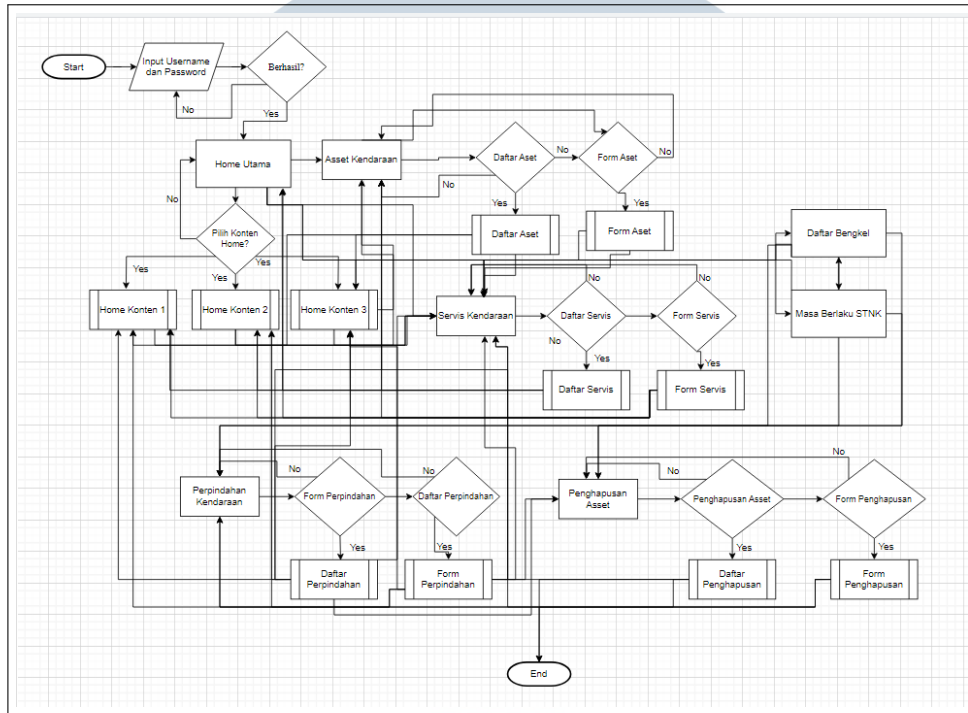 Start
Input Username
dan Password
Berhasil?
No
Yes
Home Utama
Asset Kendaraan
Daftar Aset
No
Form Aset
No
No
No
Yes
Yes
Pilih Konten
Home?
Daftar Aset
Form Aset
Daftar Bengkel
Yes
Yes
Yes
No
No
Home Konten 1
Home Konten 2
Home Konten 3
Servis Kendaraan
Daftar Servis
Form Servis
Masa Berlaku STNK
No
Yes
Yes
Daftar Servis
Form Servis
No
No
No
No
Perpindahan
Kendaraan
Form Perpindahan
Daftar Perpindahan
Penghapusan
Asset
Penghapusan Asset
Form Penghapusan
Yes
Yes
Yes
Yes
Daftar
Perpindahan
Form
Perpindahan
Daftar
Penghapusan
Form
Penghapusan
End